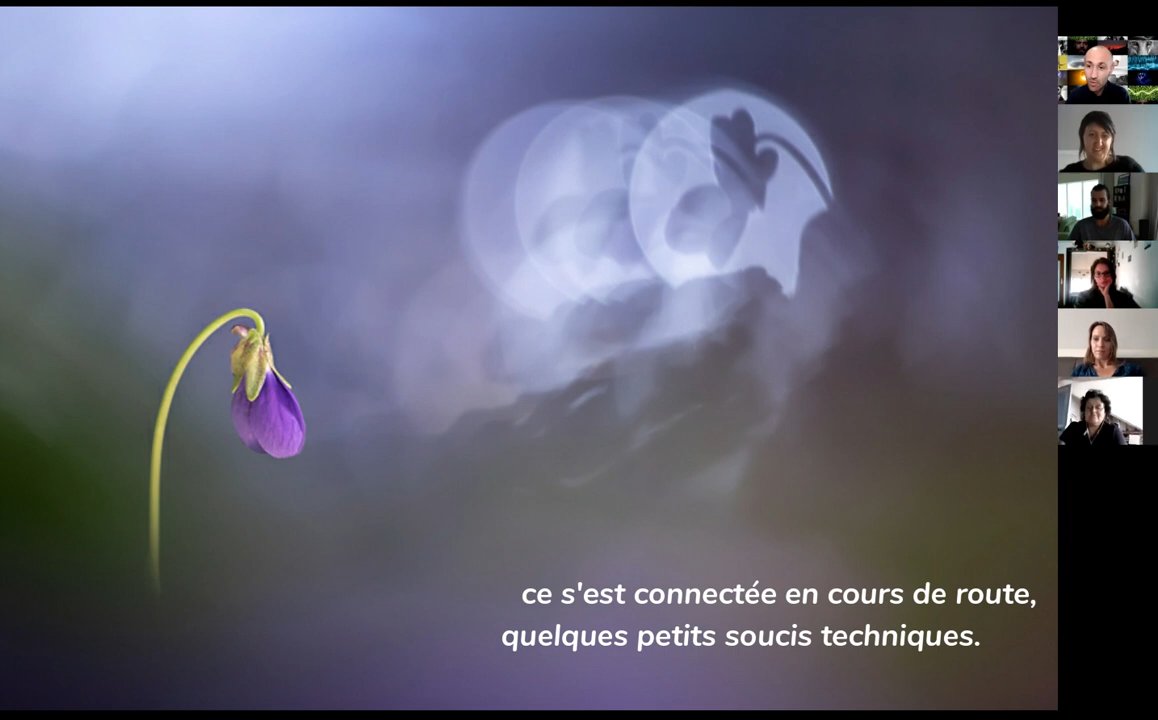 ce s'est connectée en cours de route,
quelques petits soucis techniques.